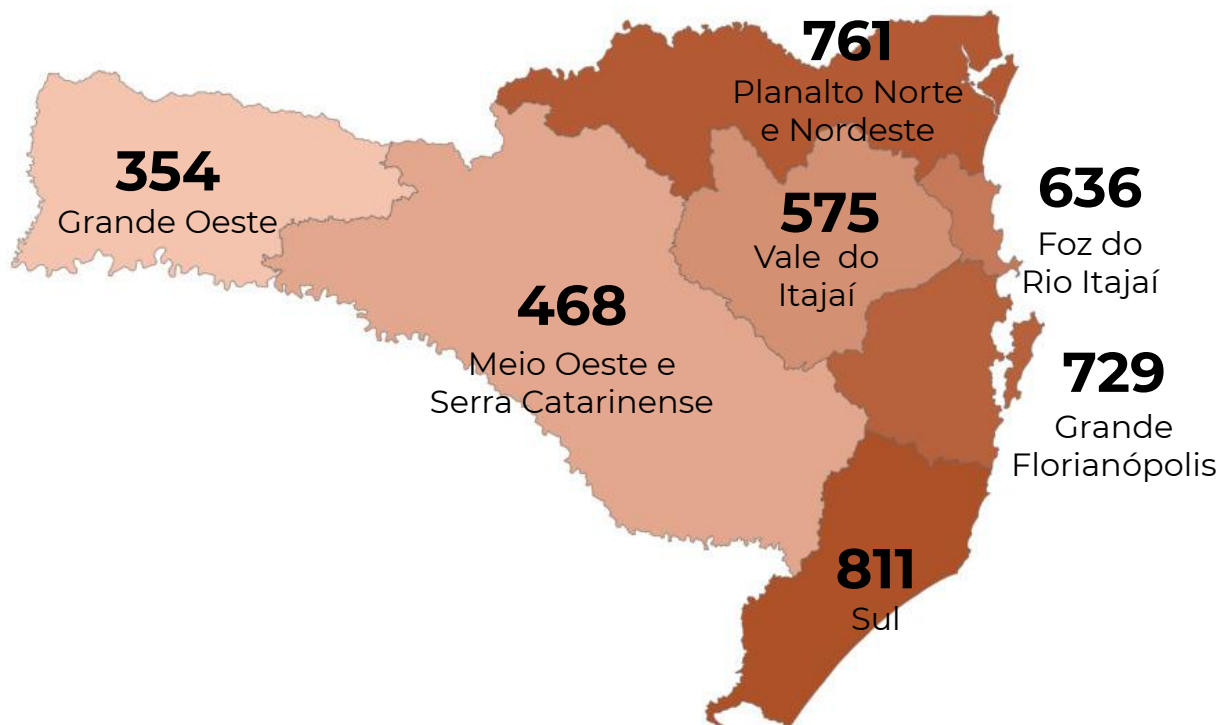 761
Planalto Norte
e Nordeste
354
Grande Oeste
575
Vale do
Itajaí
636
Foz do
Rio Itajaí
468
Meio Oeste e
Serra Catarinense
729
Grande
Florianópolis
811
Sul